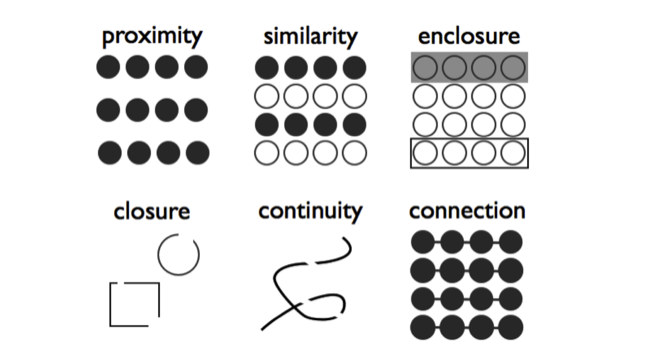 proximity
similarity
enclosure
closure
continuity
connection